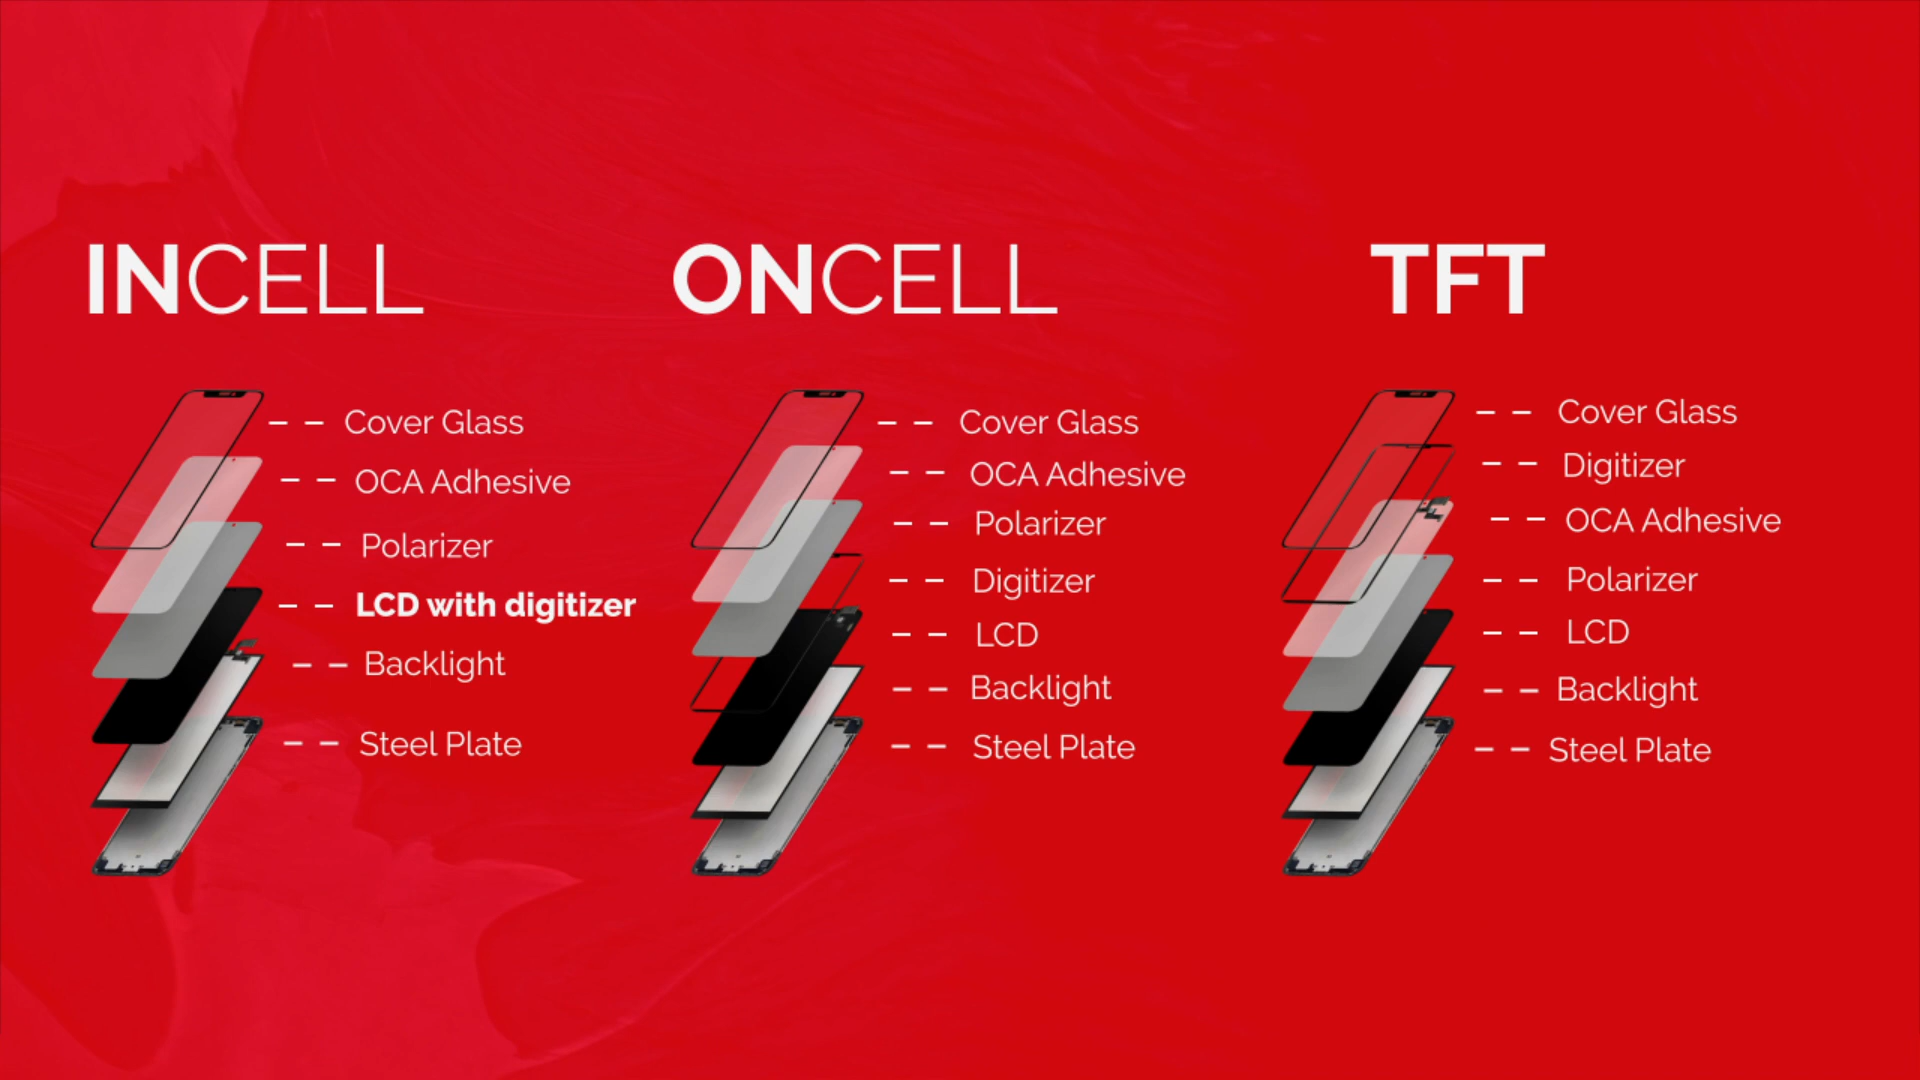 INCELL
Cover Glass
OCA Adhesive
Polarizer
LCD with digitizer
Backlight
Steel Plate
ONCELL
Cover Glass
OCA Adhesive
Polarizer
Digitizer
LCD
Backlight
Steel Plate
TFT
Cover Glass
Digitizer
OCA Adhesive
Polarizer
LCD
Backlight
Steel Plate